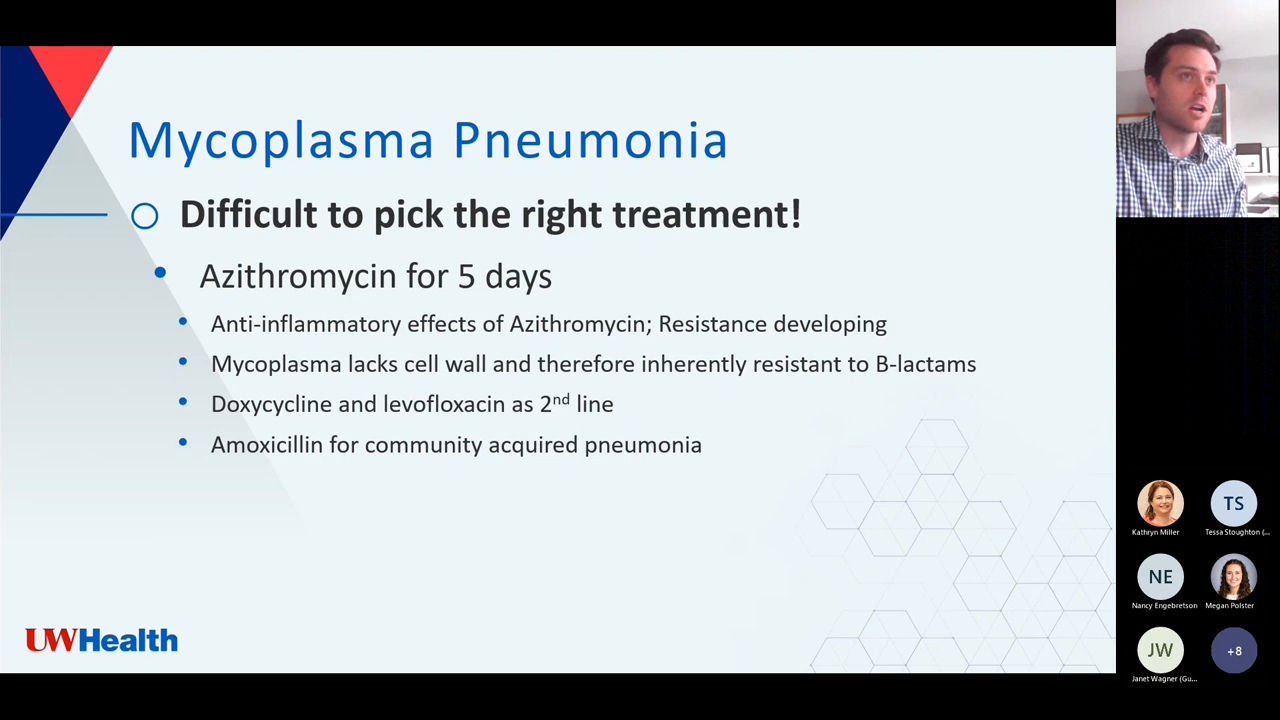 Mycoplasma Pneumonia
Difficult to pick the right treatment!
Azithromycin for 5 days
Anti-inflammatory effects of Azithromycin; Resistance developing
Mycoplasma lacks cell wall and therefore inherently resistant to B-lactams
Doxycycline and levofloxacin as 2nd line
Amoxicillin for community acquired pneumonia
UWHealth
TS
Kathryn Miller
Tessa Stoughton (...
NE
Nancy Engebretson
Megan Polster
JW
+8
Janet Wagner (Gu...